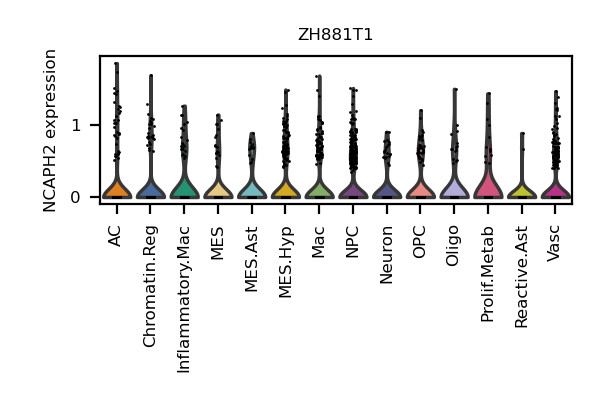 ZH881T1
NCAPH2 expression
1
0
AC
Chromatin.Reg
Inflammatory.Mac
MES
MES.Ast
MES.Hyp
Mac
NPC
Neuron
OPC
Oligo
Prolif.Metab
Reactive.Ast
Vasc